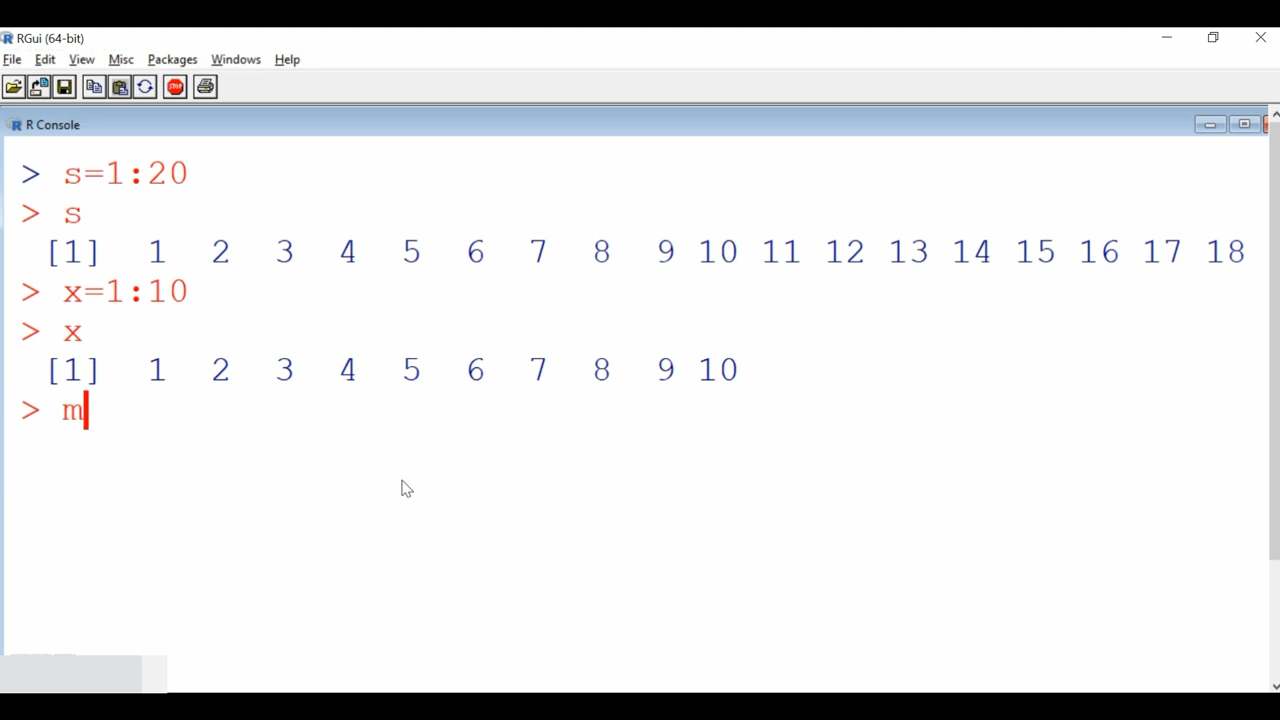 RGui (64-bit)
File Edit View Misc Packages Windows Help
STOP
R Console
> s=1:20
> s
[1] 1 2 3 4 5 6 7 8 9 10 11 12 13 14 15 16 17 18
> x=1:10
> x
[1] 1 2 3 4 5 6 7 8 9 10
> m